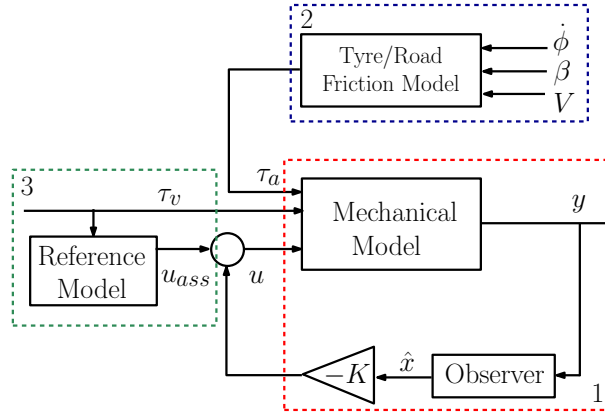 2
Tyre/Road
Friction Model
$\dot{\phi}$
$\beta$
$V$
3
$\tau_v$
$\tau_a$
Mechanical
Model
$y$
Reference
Model
$u_{ass}$
$u$
$-K$
$\hat{x}$
Observer
1